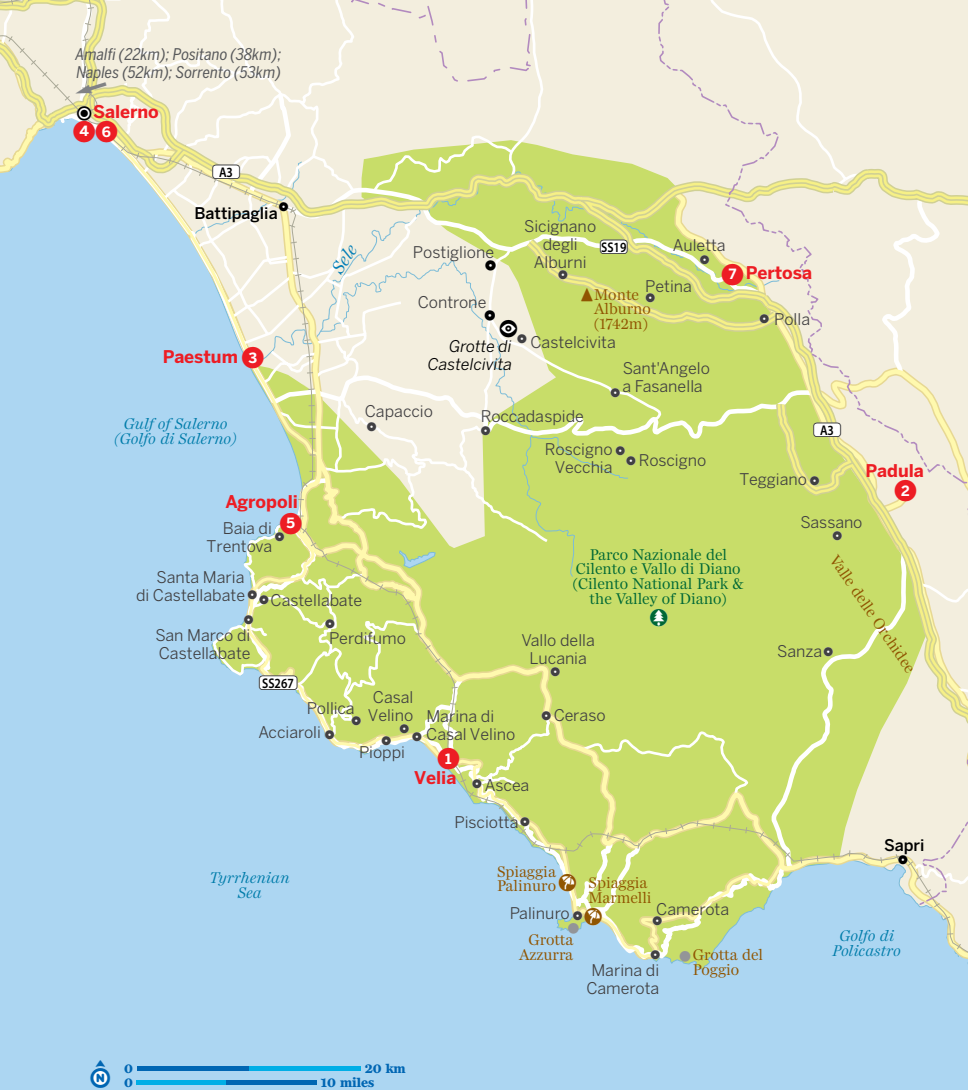 Amalfi (22km); Positano (38km);
Naples (52km); Sorrento (53km)
Salerno
4 6
A3
Battipaglia
Sele
Postiglione
Sicignano
degli
Alburni
SS19
Auletta
7 Pertosa
Petina
Monte
Alburno
(1742m)
Polla
Controne
Grotte di
Castelcivita
Castelcivita
Paestum 3
Sant'Angelo
a Fasanella
Gulf of Salerno
(Golfo di Salerno)
Capaccio
Roccadaspide
A3
Roscigno
Vecchia
Roscigno
Teggiano
Padula
2
Agropoli
5
Baia di
Trentova
Sassano
Parco Nazionale del
Cilento e Vallo di Diano
(Cilento National Park &
the Valley of Diano)
Valle delle Orchidee
Santa Maria
di Castellabate
Castellabate
San Marco di
Castellabate
Perdifumo
Vallo della
Lucania
Sanza
SS267
Casal
Velino
Pollica
Marina di
Casal Velino
Ceraso
Acciaroli
Pioppi
1
Velia
Ascea
Pisciotta
Sapri
Tyrrhenian
Sea
Spiaggia
Palinuro
Spiaggia
Marmelli
Palinuro
Camerota
Grotta
Azzurra
Golfo di
Policastro
Grotta del
Poggio
Marina di
Camerota
N
0 20 km
0 10 miles